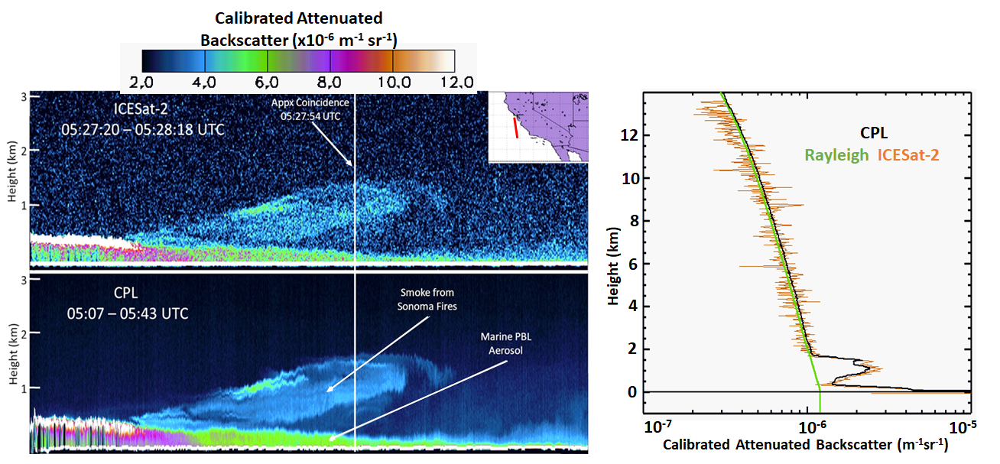 Calibrated Attenuated
Backscatter (x10⁻⁶ m⁻¹ sr⁻¹)
2.0 4.0 6.0 8.0 10.0 12.0
3
2
1
Height (km)
ICESat-2
05:27:20 – 05:28:18 UTC
Appx Coincidence
05:27:54 UTC
3
2
1
Height (km)
CPL
05:07 – 05:43 UTC
Smoke from
Sonoma Fires
Marine PBL
Aerosol
CPL
Rayleigh ICESat-2
12
10
8
6
4
2
0
Height (km)
10⁻⁷ 10⁻⁶ 10⁻⁵
Calibrated Attenuated Backscatter (m⁻¹sr⁻¹)